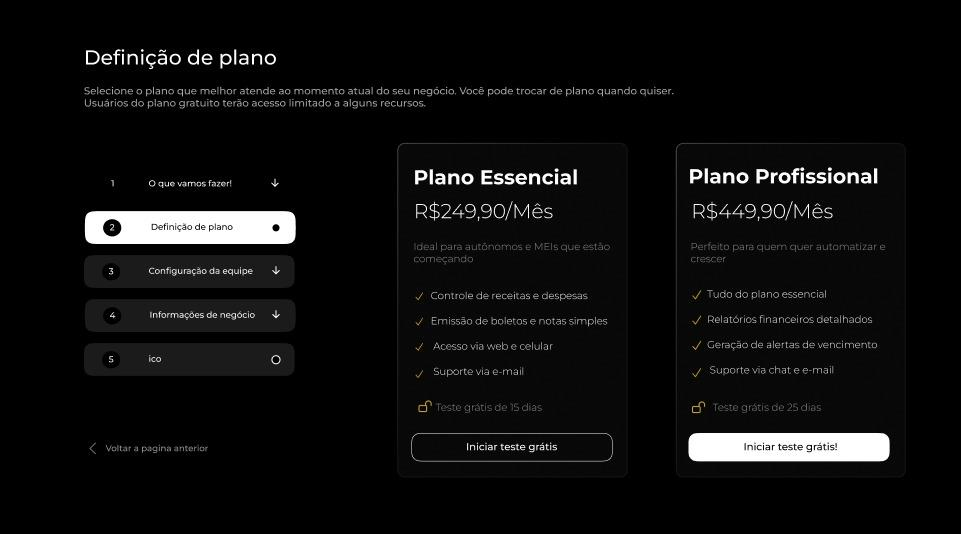 Definição de plano
Selecione o plano que melhor atende ao momento atual do seu negócio. Você pode trocar de plano quando quiser.
Usuários do plano gratuito terão acesso limitado a alguns recursos.
1 O que vamos fazer!
2 Definição de plano
3 Configuração da equipe
4 Informações de negócio
5 ico
Voltar a pagina anterior
Plano Essencial
R$249,90/Mês
Ideal para autônomos e MEIs que estão
começando
Controle de receitas e despesas
Emissão de boletos e notas simples
Acesso via web e celular
Suporte via e-mail
Teste grátis de 15 dias
Iniciar teste grátis
Plano Profissional
R$449,90/Mês
Perfeito para quem quer automatizar e
crescer
Tudo do plano essencial
Relatórios financeiros detalhados
Geração de alertas de vencimento
Suporte via chat e e-mail
Teste grátis de 25 dias
Iniciar teste grátis!